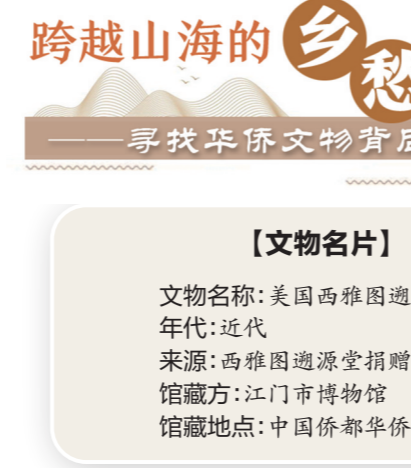 跨越山海的乡愁
——寻找华侨文物背后
【文物名片】
文物名称:美国西雅图遡
年代:近代
来源:西雅图遡源堂捐赠
馆藏方:江门市博物馆
馆藏地点:中国侨都华侨